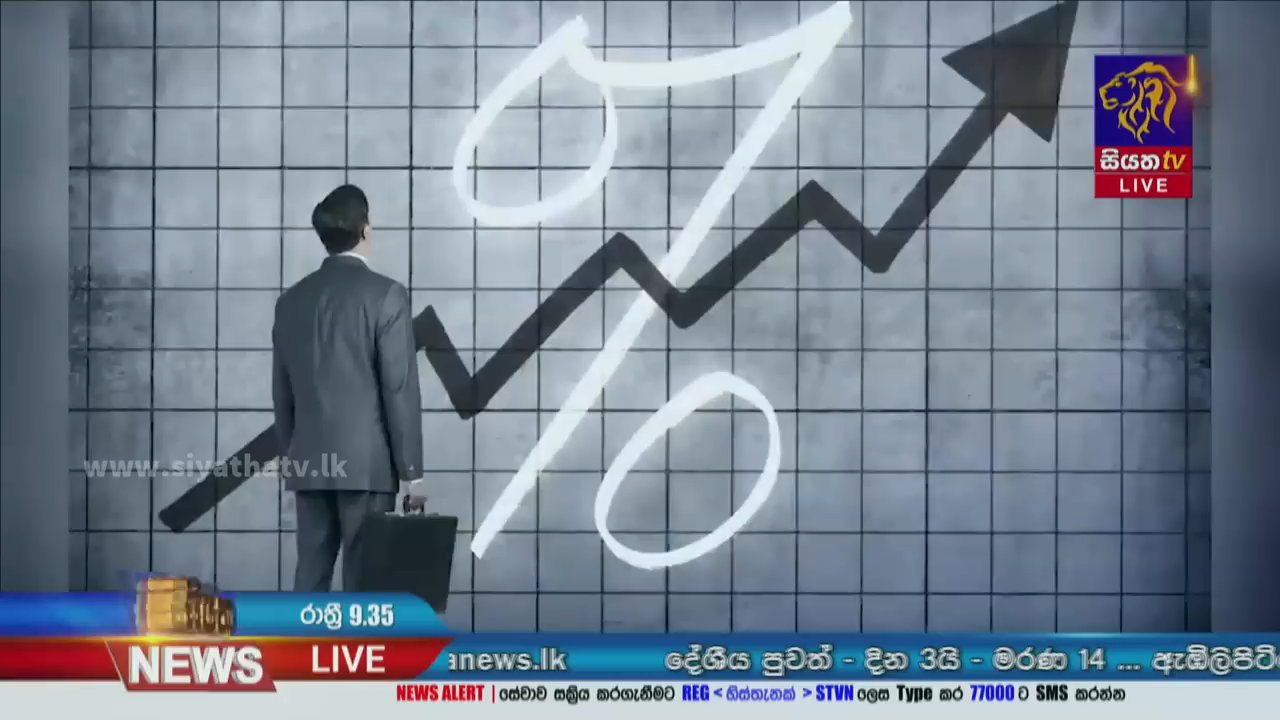 සියත tv
LIVE
www.siyathatv.lk
රාත්‍රී 9.35
NEWS LIVE
anews.lk දේශීය පුවත් - දින 3යි - මරණ 14 ...
NEWS ALERT | සේවාව සක්‍රිය කරගැනීමට REG < හිස්තැනක් > STVN ලෙස Type කර 77000 ට SMS කරන්න